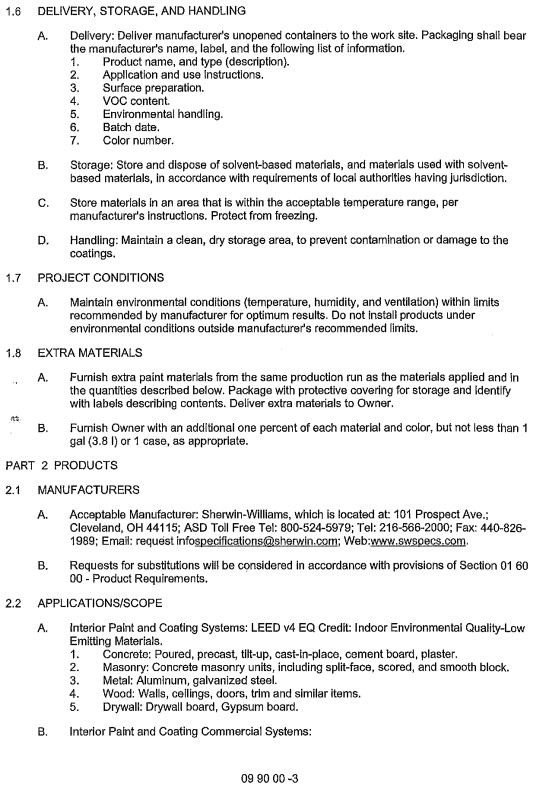 1.6 DELIVERY, STORAGE, AND HANDLING
A. Delivery: Deliver manufacturer's unopened containers to the work site. Packaging shall bear
the manufacturer's name, label, and the following list of information.
1. Product name, and type (description).
2. Application and use instructions.
3. Surface preparation.
4. VOC content.
5. Environmental handling.
6. Batch date.
7. Color number.
B. Storage: Store and dispose of solvent-based materials, and materials used with solvent-
based materials, in accordance with requirements of local authorities having jurisdiction.
C. Store materials in an area that is within the acceptable temperature range, per
manufacturer's instructions. Protect from freezing.
D. Handling: Maintain a clean, dry storage area, to prevent contamination or damage to the
coatings.
1.7 PROJECT CONDITIONS
A. Maintain environmental conditions (temperature, humidity, and ventilation) within limits
recommended by manufacturer for optimum results. Do not install products under
environmental conditions outside manufacturer's recommended limits.
1.8 EXTRA MATERIALS
A. Furnish extra paint materials from the same production run as the materials applied and in
the quantities described below. Package with protective covering for storage and identify
with labels describing contents. Deliver extra materials to Owner.
B. Furnish Owner with an additional one percent of each material and color, but not less than 1
gal (3.8 l) or 1 case, as appropriate.
PART 2 PRODUCTS
2.1 MANUFACTURERS
A. Acceptable Manufacturer: Sherwin-Williams, which is located at: 101 Prospect Ave.;
Cleveland, OH 44115; ASD Toll Free Tel: 800-524-5979; Tel: 216-566-2000; Fax: 440-826-
1989; Email: request infospecifications@sherwin.com; Web:www.swspecs.com.
B. Requests for substitutions will be considered in accordance with provisions of Section 01 60
00 - Product Requirements.
2.2 APPLICATIONS/SCOPE
A. Interior Paint and Coating Systems: LEED v4 EQ Credit: Indoor Environmental Quality-Low
Emitting Materials.
1. Concrete: Poured, precast, tilt-up, cast-in-place, cement board, plaster.
2. Masonry: Concrete masonry units, including split-face, scored, and smooth block.
3. Metal: Aluminum, galvanized steel.
4. Wood: Walls, ceilings, doors, trim and similar items.
5. Drywall: Drywall board, Gypsum board.
B. Interior Paint and Coating Commercial Systems:
09 90 00 -3